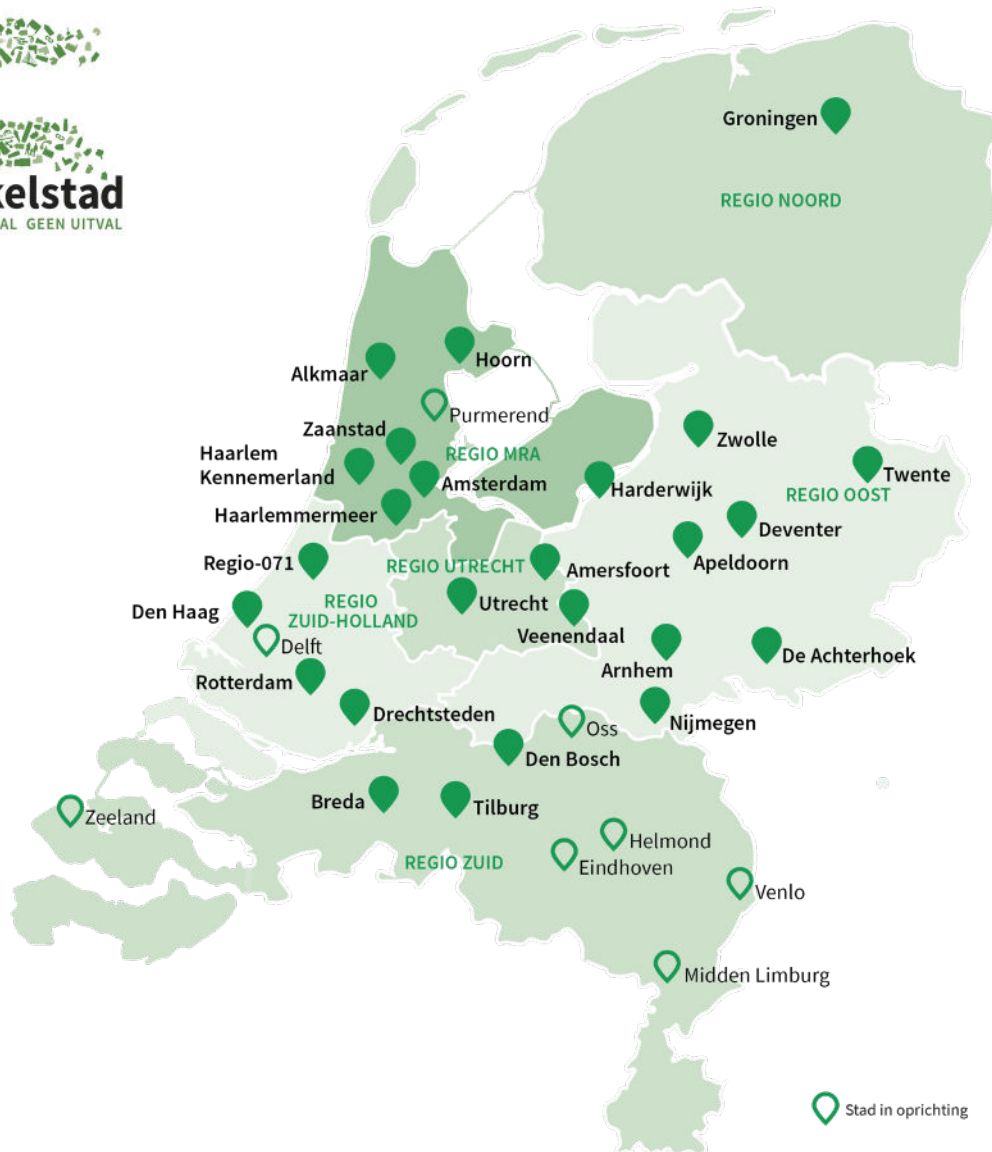 kelstad
AL GEEN UITVAL
Groningen
REGIO NOORD
Hoorn
Alkmaar
Purmerend
Zaanstad
Haarlem
Kennemerland
REGIO MRA
Amsterdam
Haarlemmermeer
Zwolle
Twente
Harderwijk
REGIO OOST
Deventer
Apeldoorn
Regio-071
REGIO UTRECHT
Amersfoort
Den Haag
REGIO
ZUID-HOLLAND
Utrecht
Veenendaal
Delft
De Achterhoek
Arnhem
Rotterdam
Drechtsteden
Nijmegen
Oss
Den Bosch
Breda
Tilburg
Zeeland
Helmond
REGIO ZUID
Eindhoven
Venlo
Midden Limburg
Stad in oprichting